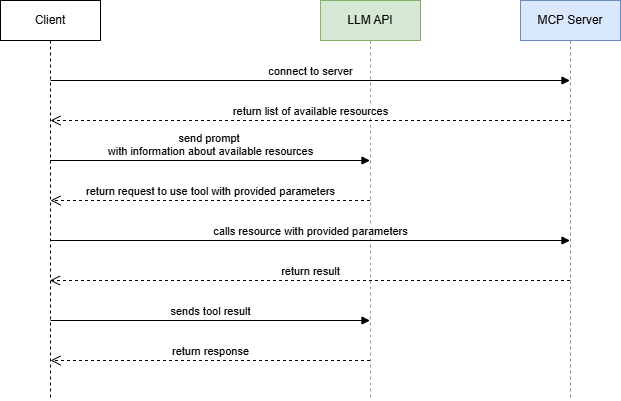 Client
LLM API
MCP Server
connect to server
return list of available resources
send prompt
with information about available resources
return request to use tool with provided parameters
calls resource with provided parameters
return result
sends tool result
return response